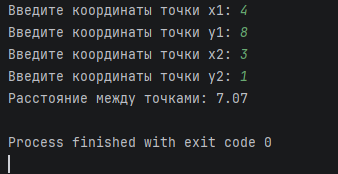 Введите координаты точки x1: 4
Введите координаты точки y1: 8
Введите координаты точки x2: 3
Введите координаты точки y2: 1
Расстояние между точками: 7.07
Process finished with exit code 0